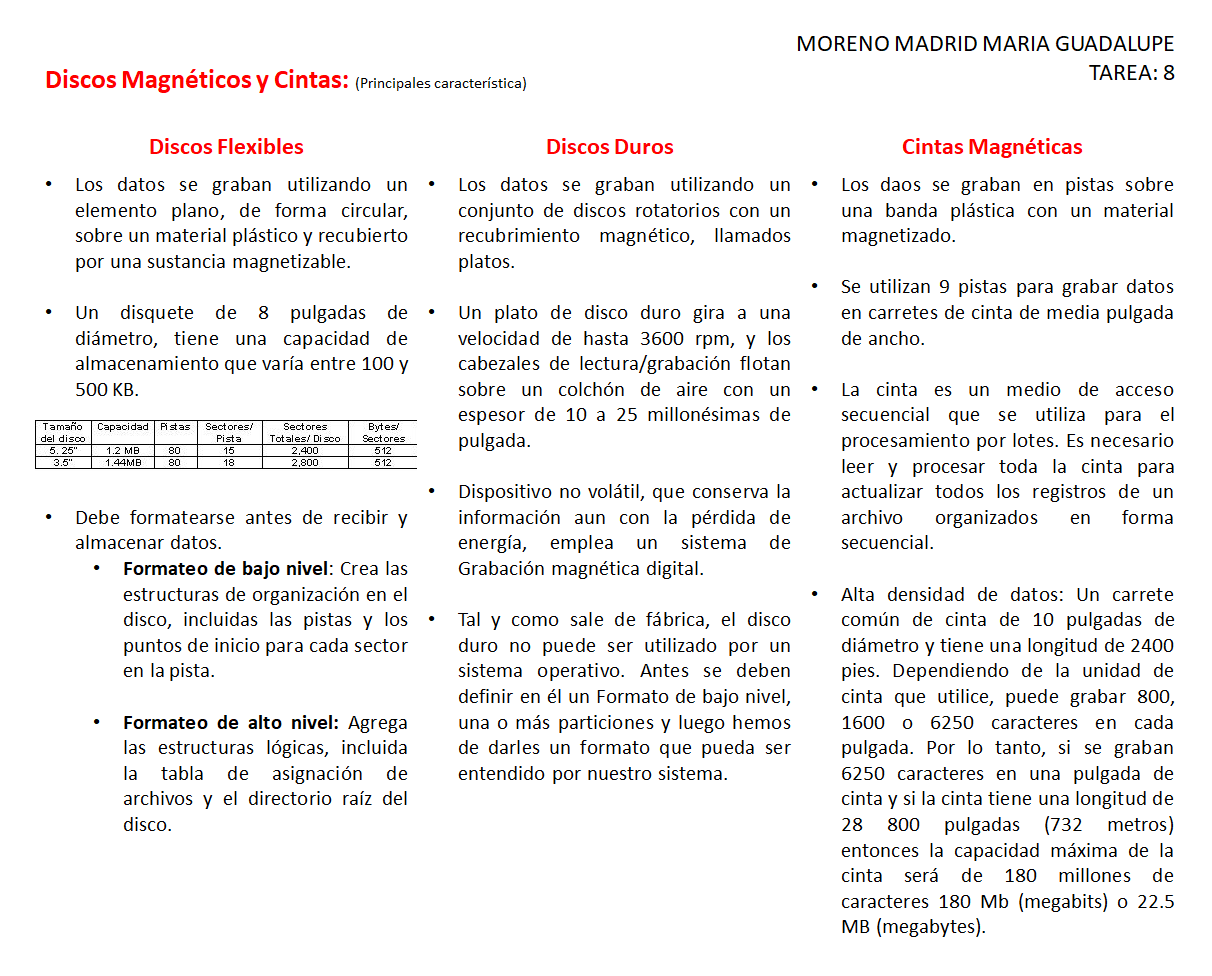 MORENO MADRID MARIA GUADALUPE
TAREA: 8
Discos Magnéticos y Cintas: (Principales característica)
Discos Flexibles
• Los datos se graban utilizando un
elemento plano, de forma circular,
sobre un material plástico y recubierto
por una sustancia magnetizable.
• Un disquete de 8 pulgadas de
diámetro, tiene una capacidad de
almacenamiento que varía entre 100 y
500 KB.
Tamaño del disco | Capacidad | Pistas | Sectores/ Pista | Sectores Totales/ Disco | Bytes/ Sectores
5. 25" | 1.2 MB | 80 | 15 | 2,400 | 512
3.5" | 1.44MB | 80 | 18 | 2,800 | 512
• Debe formatearse antes de recibir y
almacenar datos.
• Formateo de bajo nivel: Crea las
estructuras de organización en el
disco, incluidas las pistas y los
puntos de inicio para cada sector
en la pista.
• Formateo de alto nivel: Agrega
las estructuras lógicas, incluida
la tabla de asignación de
archivos y el directorio raíz del
disco.
Discos Duros
• Los datos se graban utilizando un
conjunto de discos rotatorios con un
recubrimiento magnético, llamados
platos.
• Un plato de disco duro gira a una
velocidad de hasta 3600 rpm, y los
cabezales de lectura/grabación flotan
sobre un colchón de aire con un
espesor de 10 a 25 millonésimas de
pulgada.
• Dispositivo no volátil, que conserva la
información aun con la pérdida de
energía, emplea un sistema de
Grabación magnética digital.
• Tal y como sale de fábrica, el disco
duro no puede ser utilizado por un
sistema operativo. Antes se deben
definir en él un Formato de bajo nivel,
una o más particiones y luego hemos
de darles un formato que pueda ser
entendido por nuestro sistema.
Cintas Magnéticas
• Los daos se graban en pistas sobre
una banda plástica con un material
magnetizado.
• Se utilizan 9 pistas para grabar datos
en carretes de cinta de media pulgada
de ancho.
• La cinta es un medio de acceso
secuencial que se utiliza para el
procesamiento por lotes. Es necesario
leer y procesar toda la cinta para
actualizar todos los registros de un
archivo organizados en forma
secuencial.
• Alta densidad de datos: Un carrete
común de cinta de 10 pulgadas de
diámetro y tiene una longitud de 2400
pies. Dependiendo de la unidad de
cinta que utilice, puede grabar 800,
1600 o 6250 caracteres en cada
pulgada. Por lo tanto, si se graban
6250 caracteres en una pulgada de
cinta y si la cinta tiene una longitud de
28 800 pulgadas (732 metros)
entonces la capacidad máxima de la
cinta será de 180 millones de
caracteres 180 Mb (megabits) o 22.5
MB (megabytes).